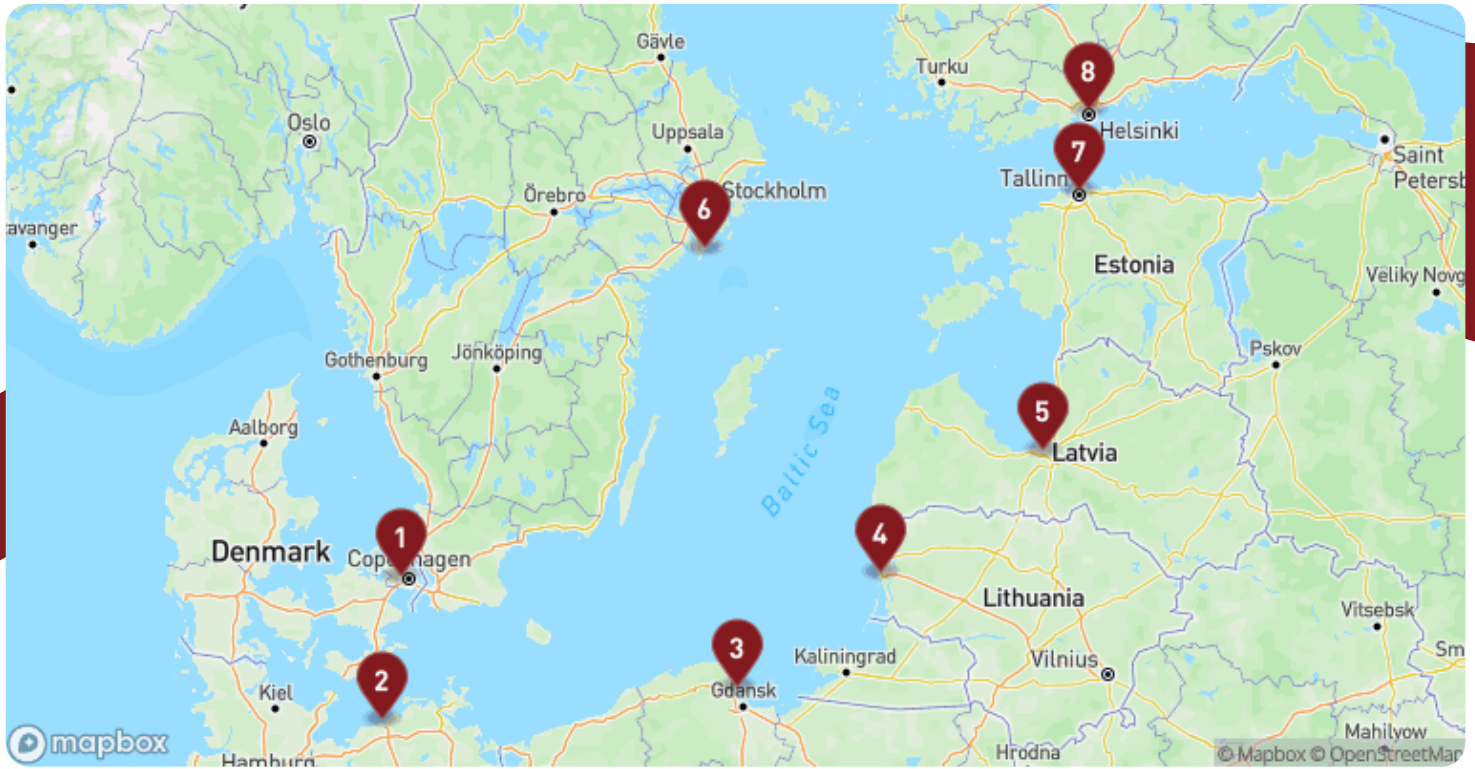 Gävle
Turku
8
Oslo
Uppsala
Helsinki
7
Saint
Petersb
Tallinn
Örebro
Stockholm
6
avanger
Estonia
Veliky Novg
Gothenburg
Jönköping
Pskov
Baltic Sea
5
Aalborg
Latvia
4
1
Denmark
Copenhagen
Lithuania
Vitsebsk
3
Kaliningrad
Vilnius
Sm
2
Kiel
Gdansk
mapbox
Hamburg
Hrodna
Mahilyow
© Mapbox © OpenStreetMap